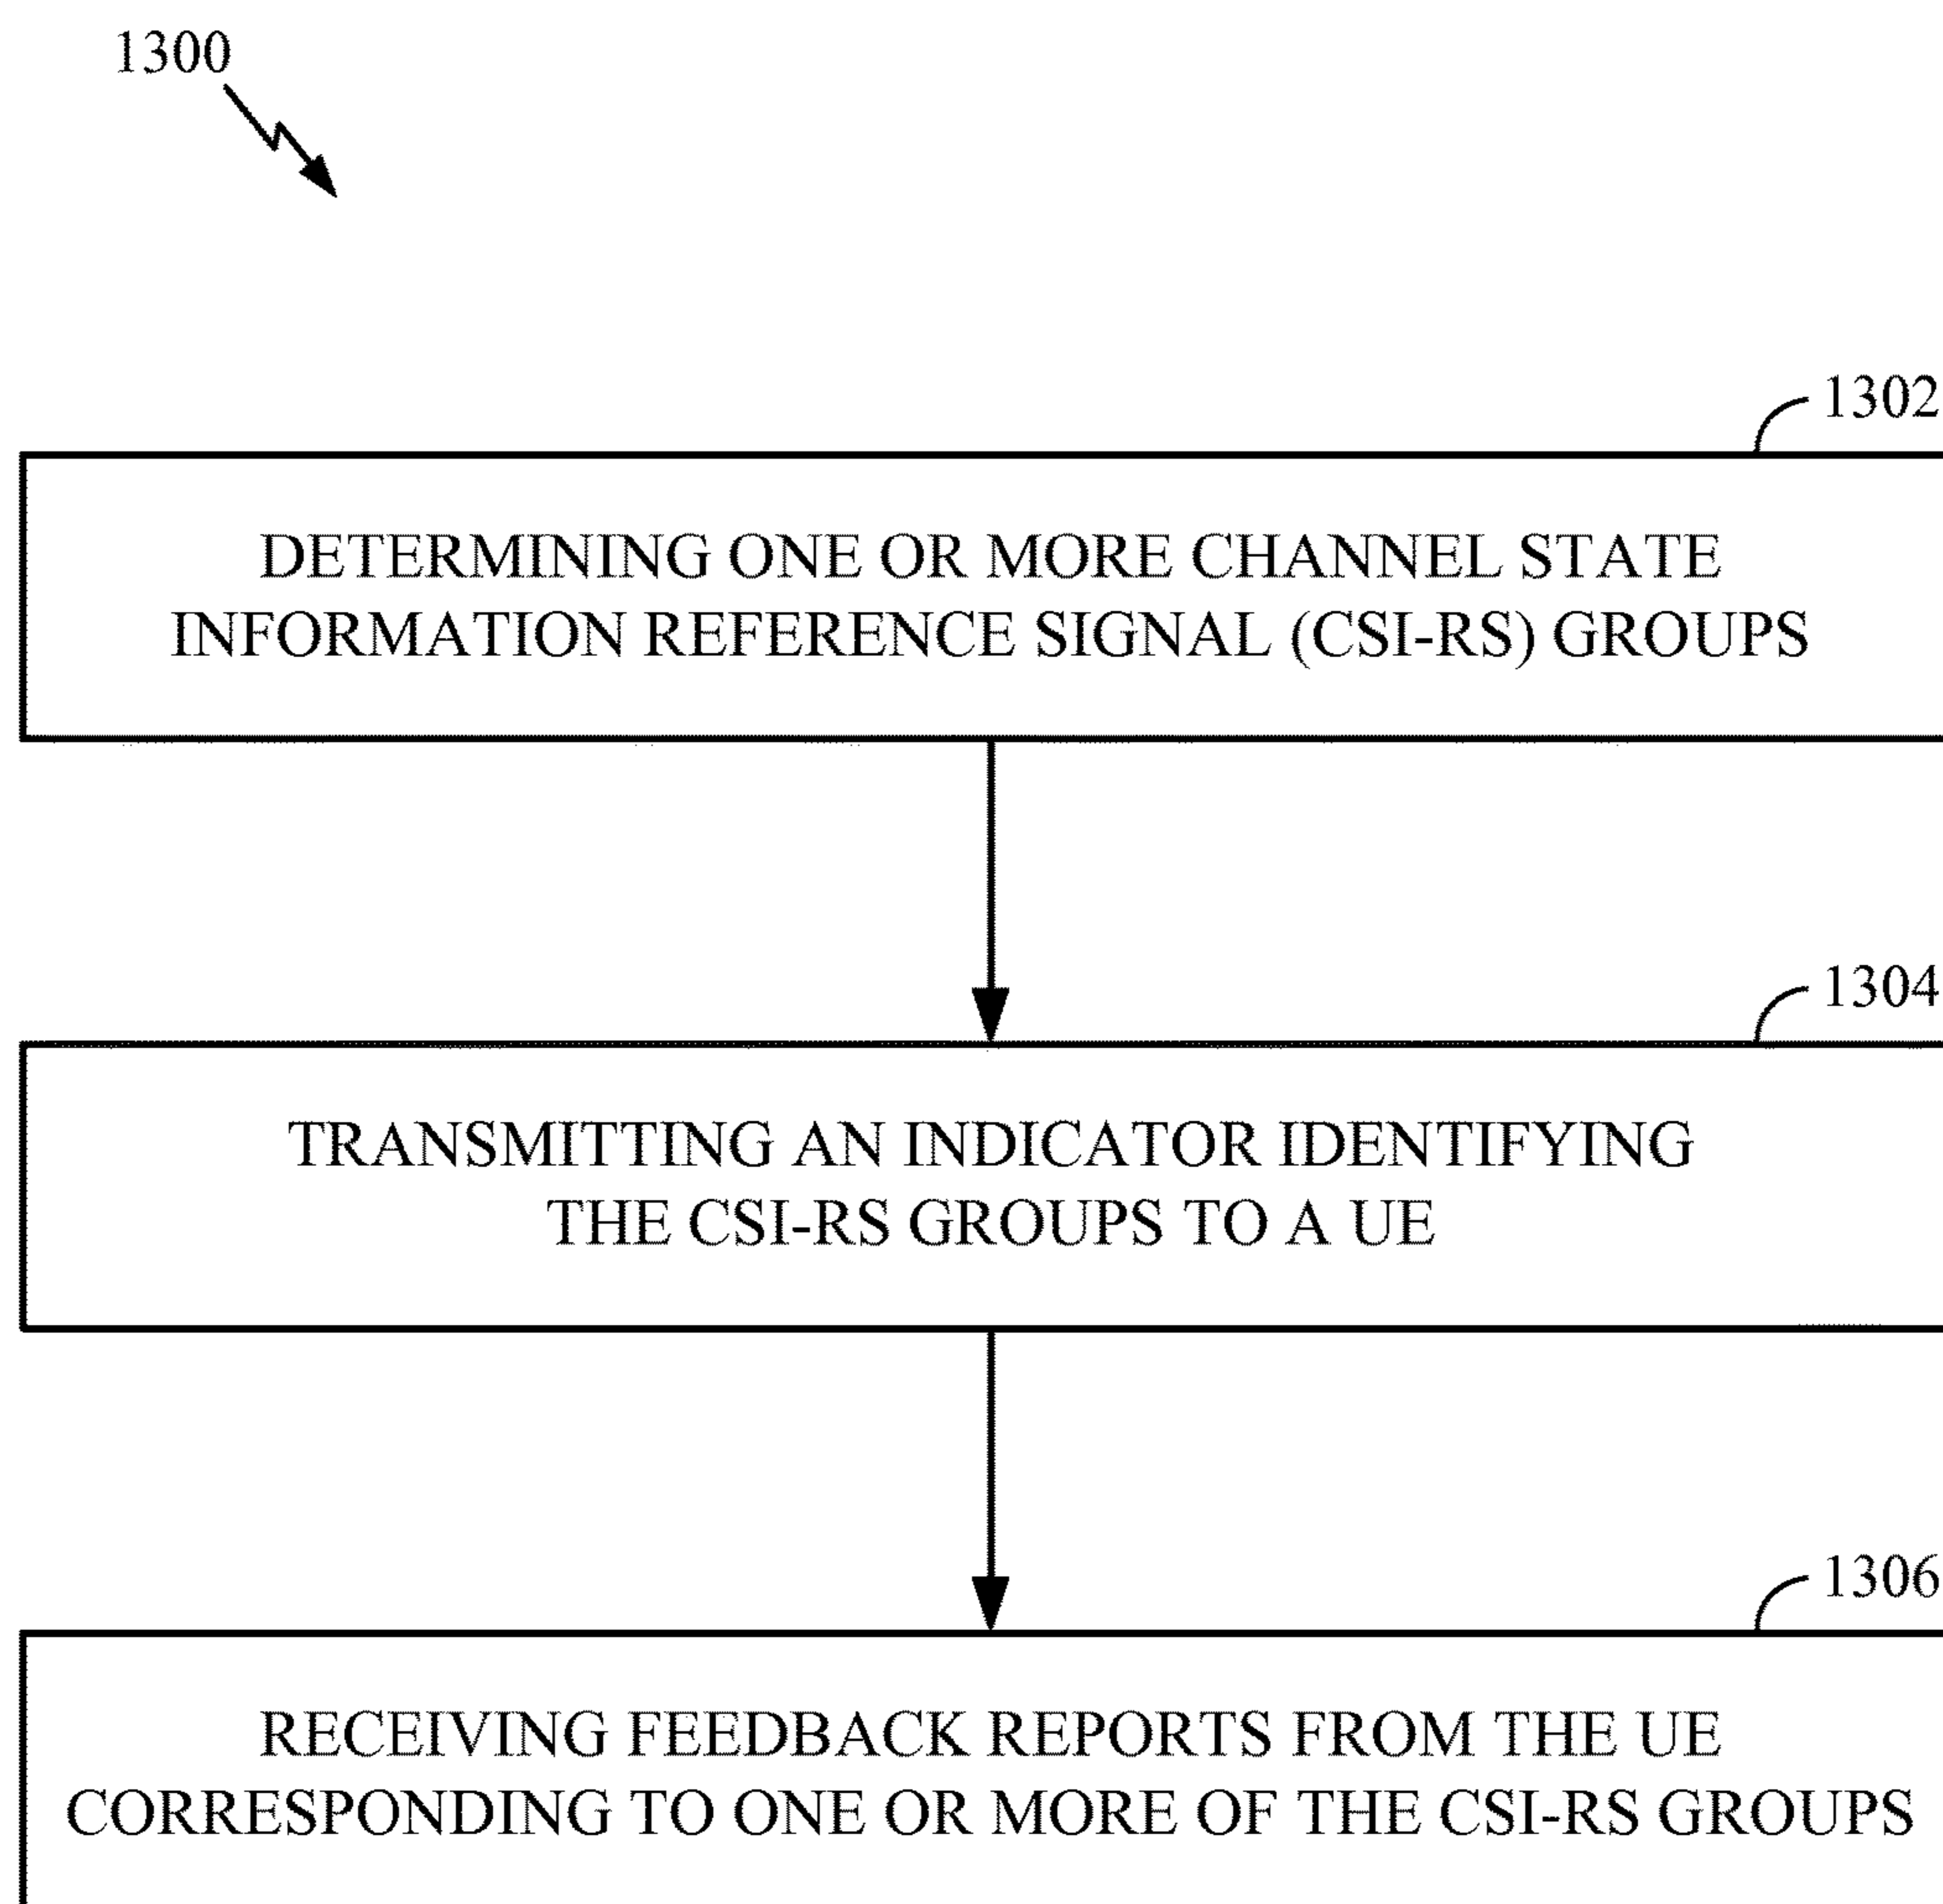 1300
1302
DETERMINING ONE OR MORE CHANNEL STATE
INFORMATION REFERENCE SIGNAL (CSI-RS) GROUPS
1304
TRANSMITTING AN INDICATOR IDENTIFYING
THE CSI-RS GROUPS TO A UE
1306
RECEIVING FEEDBACK REPORTS FROM THE UE
CORRESPONDING TO ONE OR MORE OF THE CSI-RS GROUPS